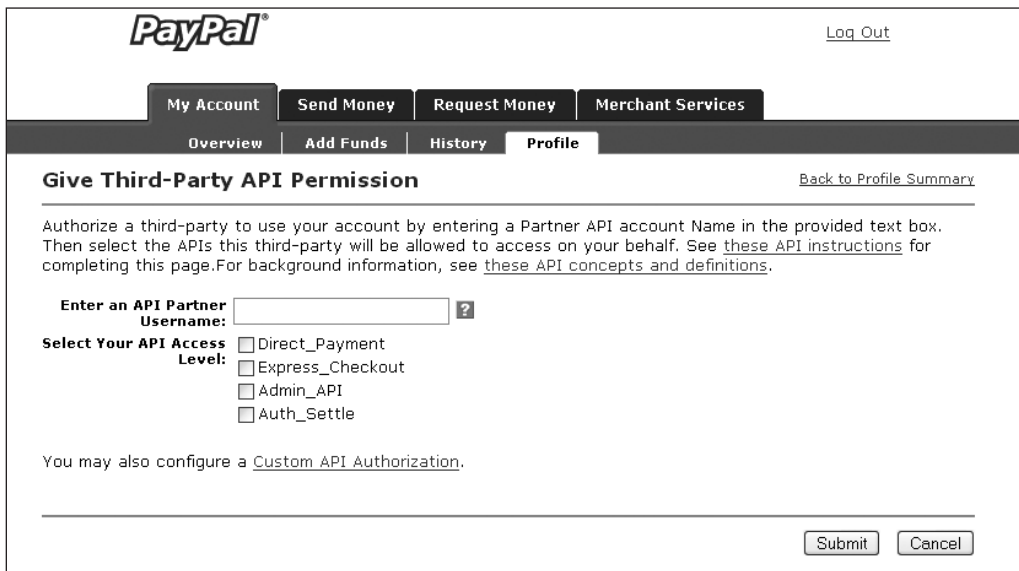 PayPal®
Log Out
My Account Send Money Request Money Merchant Services
Overview Add Funds History Profile
Give Third-Party API Permission Back to Profile Summary
Authorize a third-party to use your account by entering a Partner API account Name in the provided text box.
Then select the APIs this third-party will be allowed to access on your behalf. See these API instructions for
completing this page.For background information, see these API concepts and definitions.
Enter an API Partner
Username: ?
Select Your API Access
Level:
Direct_Payment
Express_Checkout
Admin_API
Auth_Settle
You may also configure a Custom API Authorization.
Submit Cancel